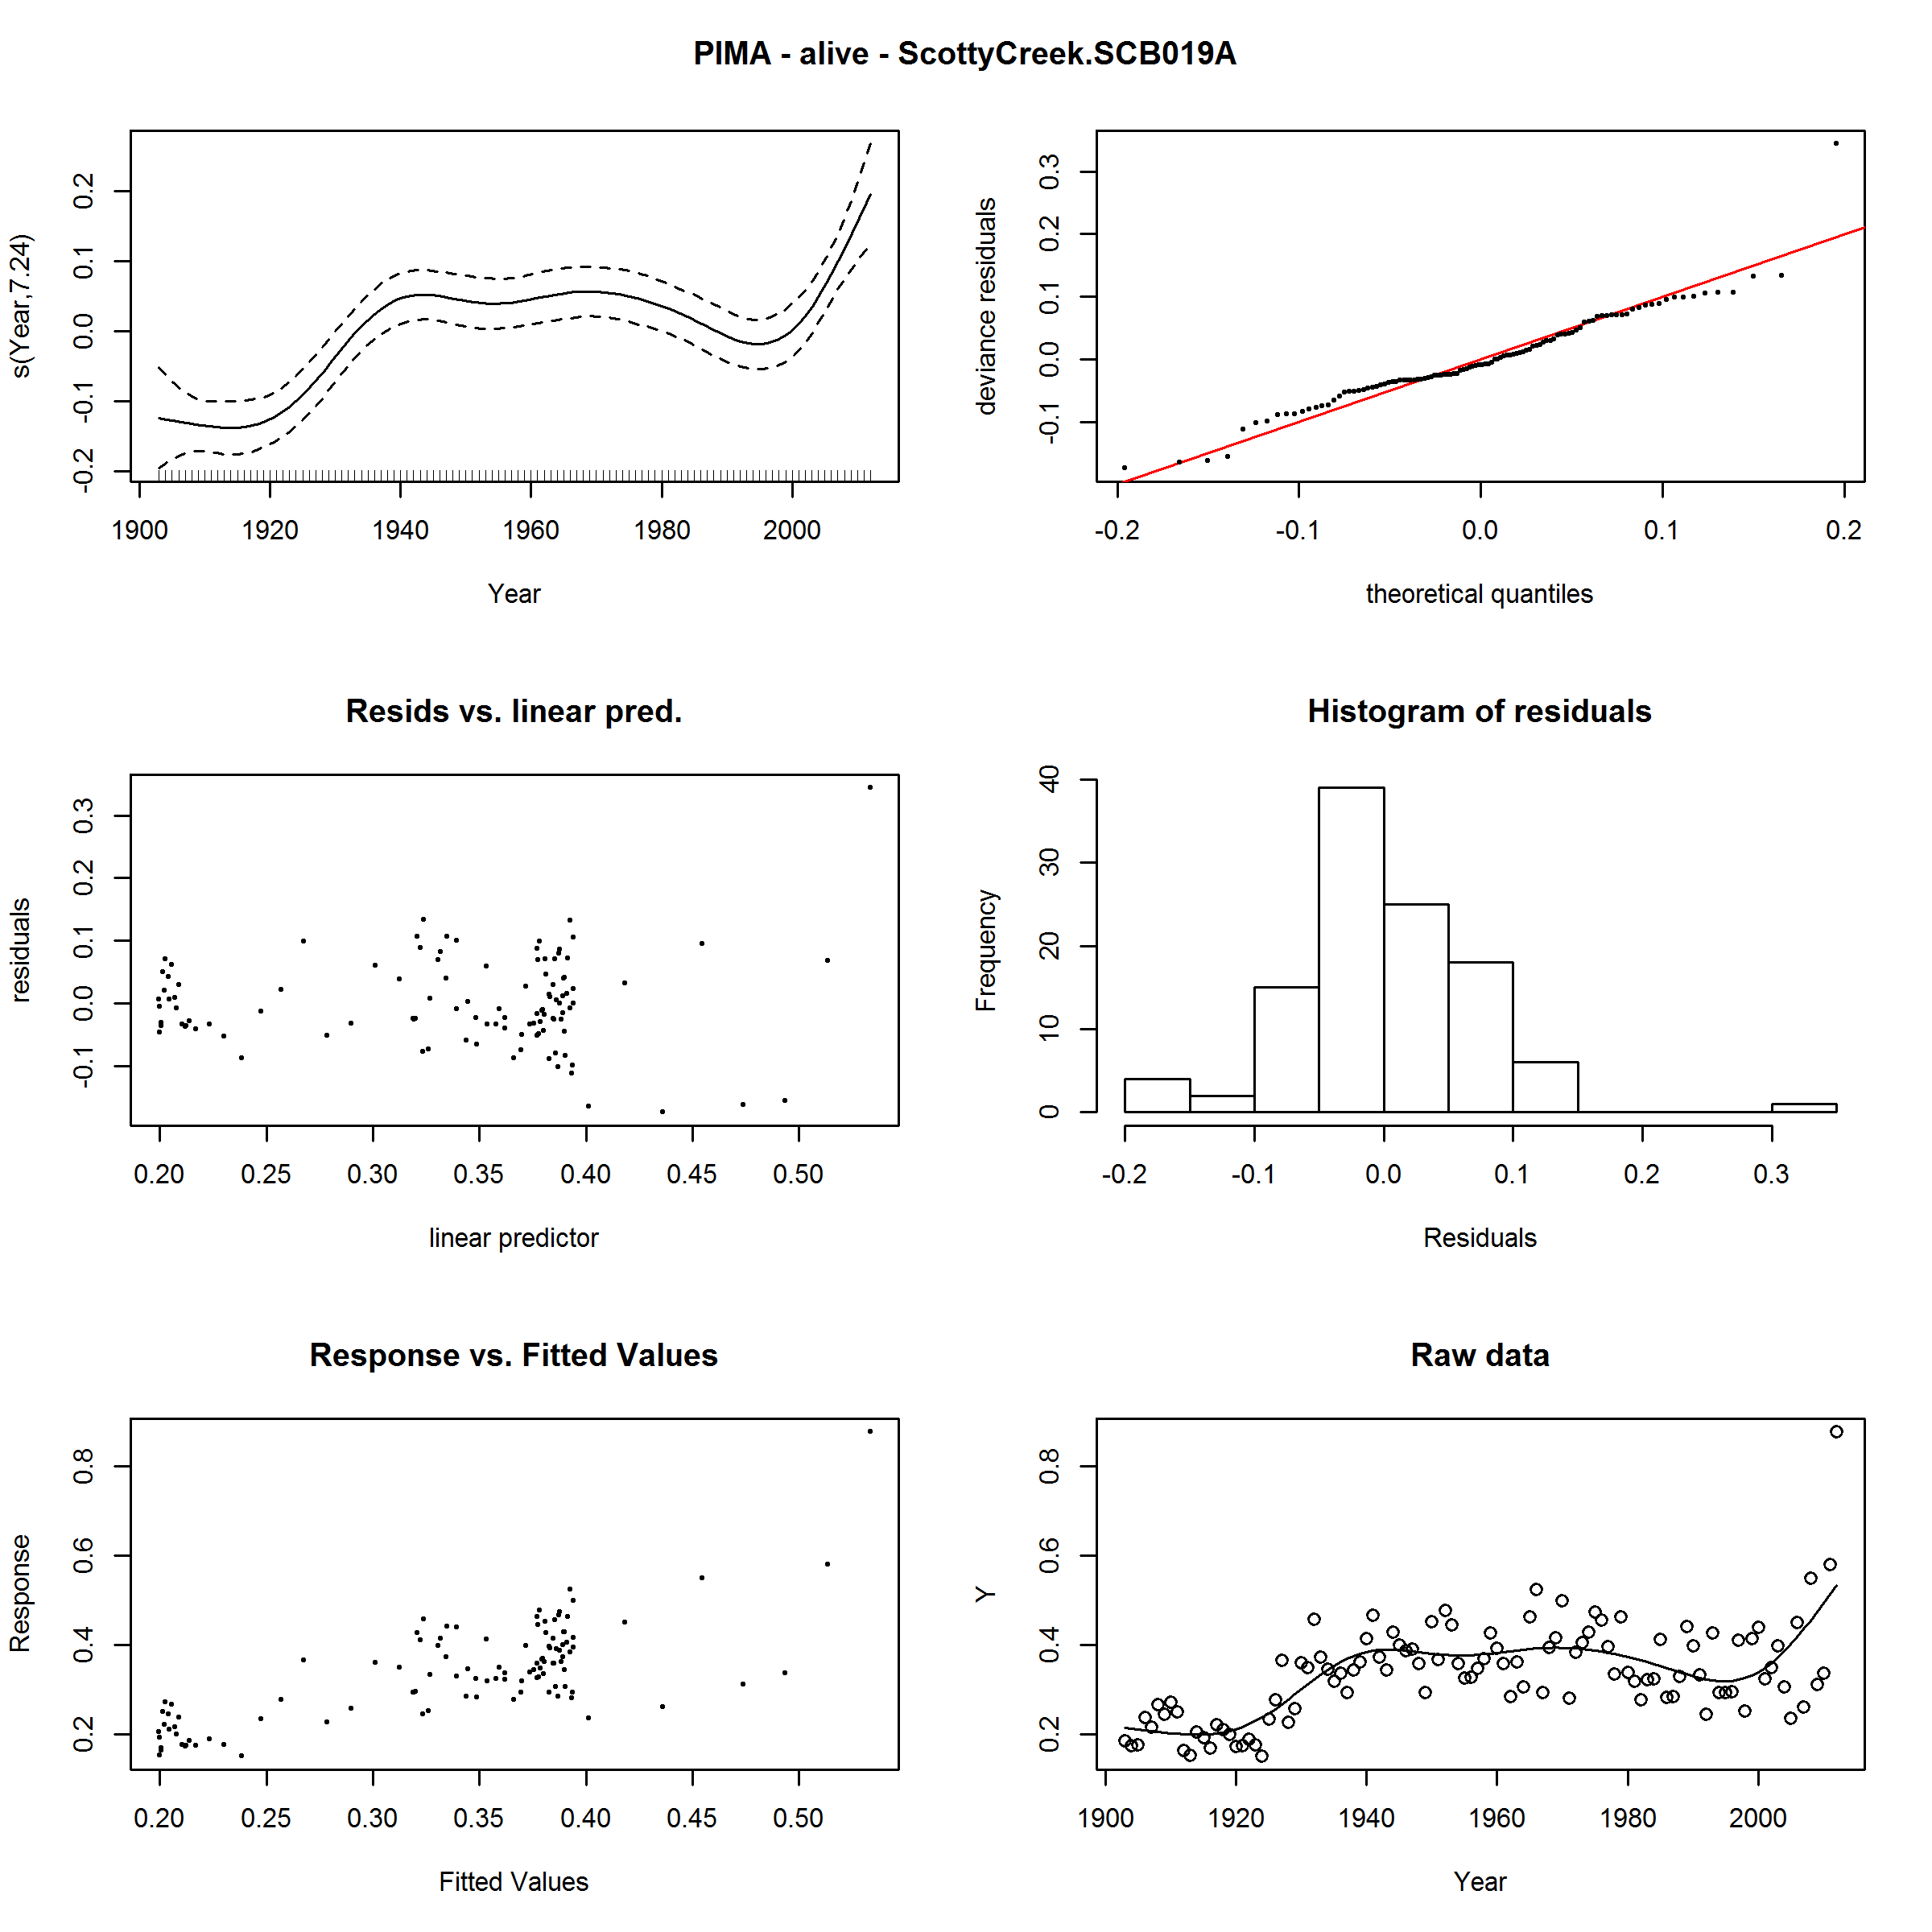 PIMA - alive - ScottyCreek.SCB019A
s(Year,7.24)
0.2
0.1
0.0
-0.1
-0.2
1900 1920 1940 1960 1980 2000
Year
deviance residuals
0.3
0.2
0.1
0.0
-0.1
-0.2 -0.1 0.0 0.1 0.2
theoretical quantiles
Resids vs. linear pred.
residuals
0.3
0.2
0.1
0.0
-0.1
0.20 0.25 0.30 0.35 0.40 0.45 0.50
linear predictor
Histogram of residuals
Frequency
40
30
20
10
0
-0.2 -0.1 0.0 0.1 0.2 0.3
Residuals
Response vs. Fitted Values
Response
0.8
0.6
0.4
0.2
0.20 0.25 0.30 0.35 0.40 0.45 0.50
Fitted Values
Raw data
Y
0.8
0.6
0.4
0.2
1900 1920 1940 1960 1980 2000
Year